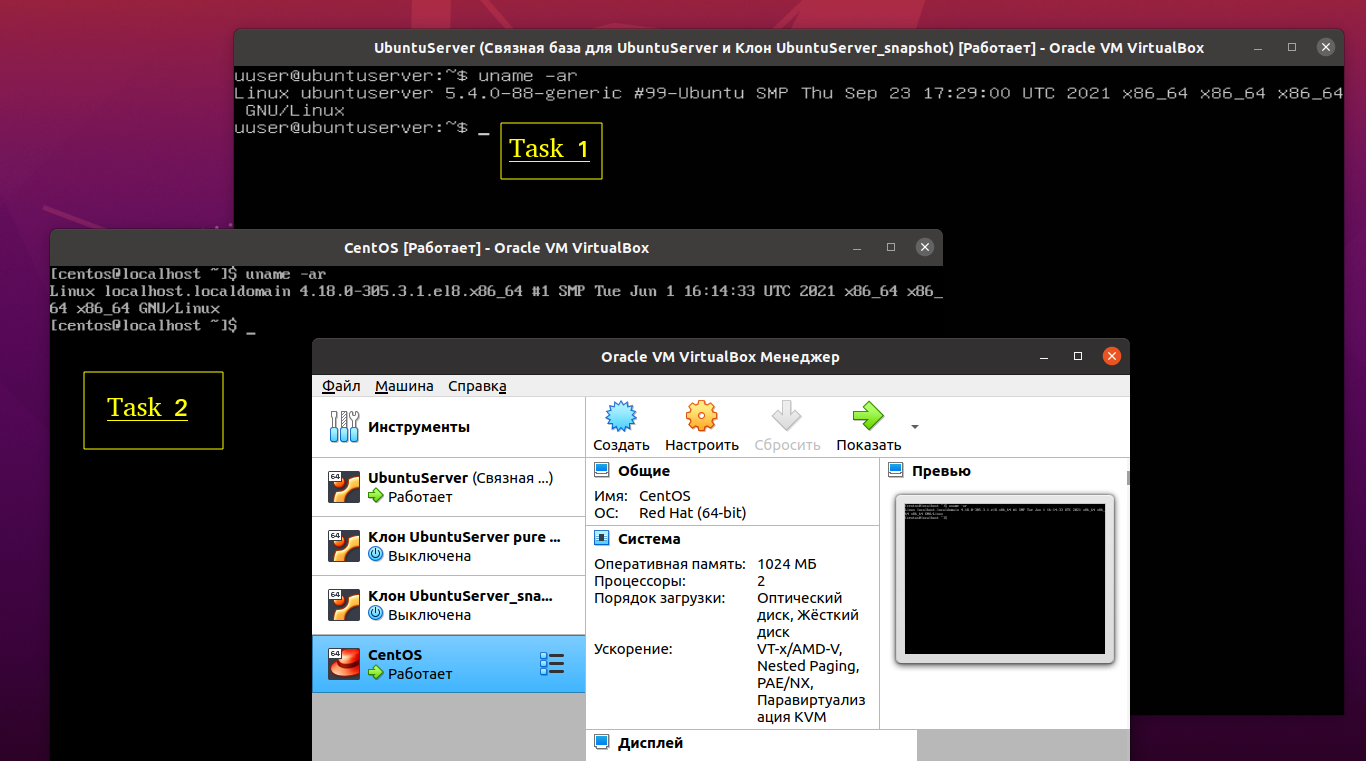 UbuntuServer (Связная база для UbuntuServer и Клон UbuntuServer_snapshot) [Работает] - Oracle VM VirtualBox
uuser@ubuntuserver:~$ uname -ar
Linux ubuntuserver 5.4.0-88-generic #99-Ubuntu SMP Thu Sep 23 17:29:00 UTC 2021 x86_64 x86_64 x86_64
GNU/Linux
uuser@ubuntuserver:~$ _
Task 1
CentOS [Работает] - Oracle VM VirtualBox
[centos@localhost ~]$ uname -ar
Linux localhost.localdomain 4.18.0-305.3.1.el8.x86_64 #1 SMP Tue Jun 1 16:14:33 UTC 2021 x86_64 x86_
64 x86_64 GNU/Linux
[centos@localhost ~]$ _
Task 2
Oracle VM VirtualBox Менеджер
Файл Машина Справка
Инструменты
Создать Настроить Сбросить Показать
UbuntuServer (Связная ...)
Работает
Клон UbuntuServer pure ...
Выключена
Клон UbuntuServer_sna...
Выключена
CentOS
Работает
Общие
Имя: CentOS
ОС: Red Hat (64-bit)
Система
Оперативная память: 1024 МБ
Процессоры: 2
Порядок загрузки: Оптический
диск, Жёсткий
диск
Ускорение: VT-x/AMD-V,
Nested Paging,
PAE/NX,
Паравиртуализ
ация KVM
Дисплей
Превью